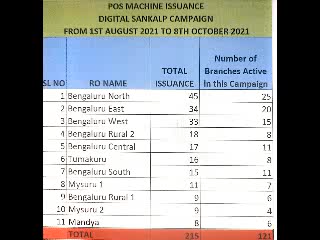 POS MACHINE ISSUANCE
DIGITAL SANKALP CAMPAIGN
FROM 1ST AUGUST 2021 TO 8TH OCTOBER 2021
SL NO RO NAME TOTAL ISSUANCE Number of Branches Active In this Campaign
1 Bengaluru North 45 25
2 Bengaluru East 34 20
3 Bengaluru West 33 15
4 Bengaluru Rural 2 18 8
5 Bengaluru Central 17 11
6 Tumakuru 16 8
7 Bengaluru South 15 11
8 Mysuru 1 11 7
9 Bengaluru Rural 1 9 6
10 Mysuru 2 9 4
11 Mandya 8 6
TOTAL 215 121